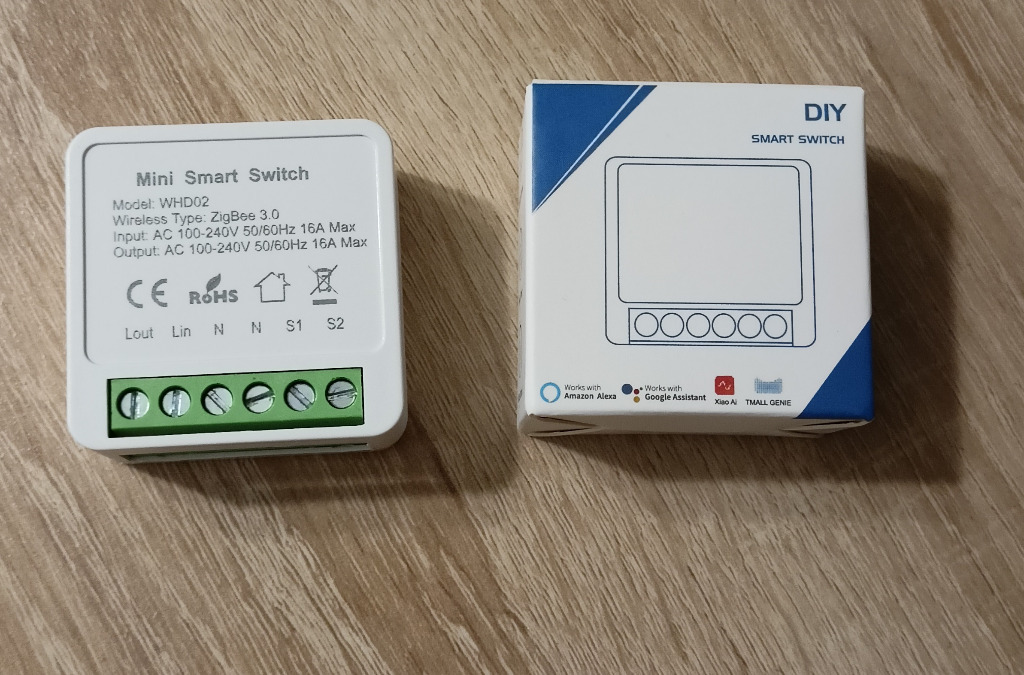 Mini Smart Switch
Model: WHD02
Wireless Type: ZigBee 3.0
Input: AC 100-240V 50/60Hz 16A Max
Output: AC 100-240V 50/60Hz 16A Max
CE RoHS
Lout Lin N N S1 S2
DIY
SMART SWITCH
Works with
Amazon Alexa
Works with
Google Assistant
Xiao Ai
TMALL GENIE